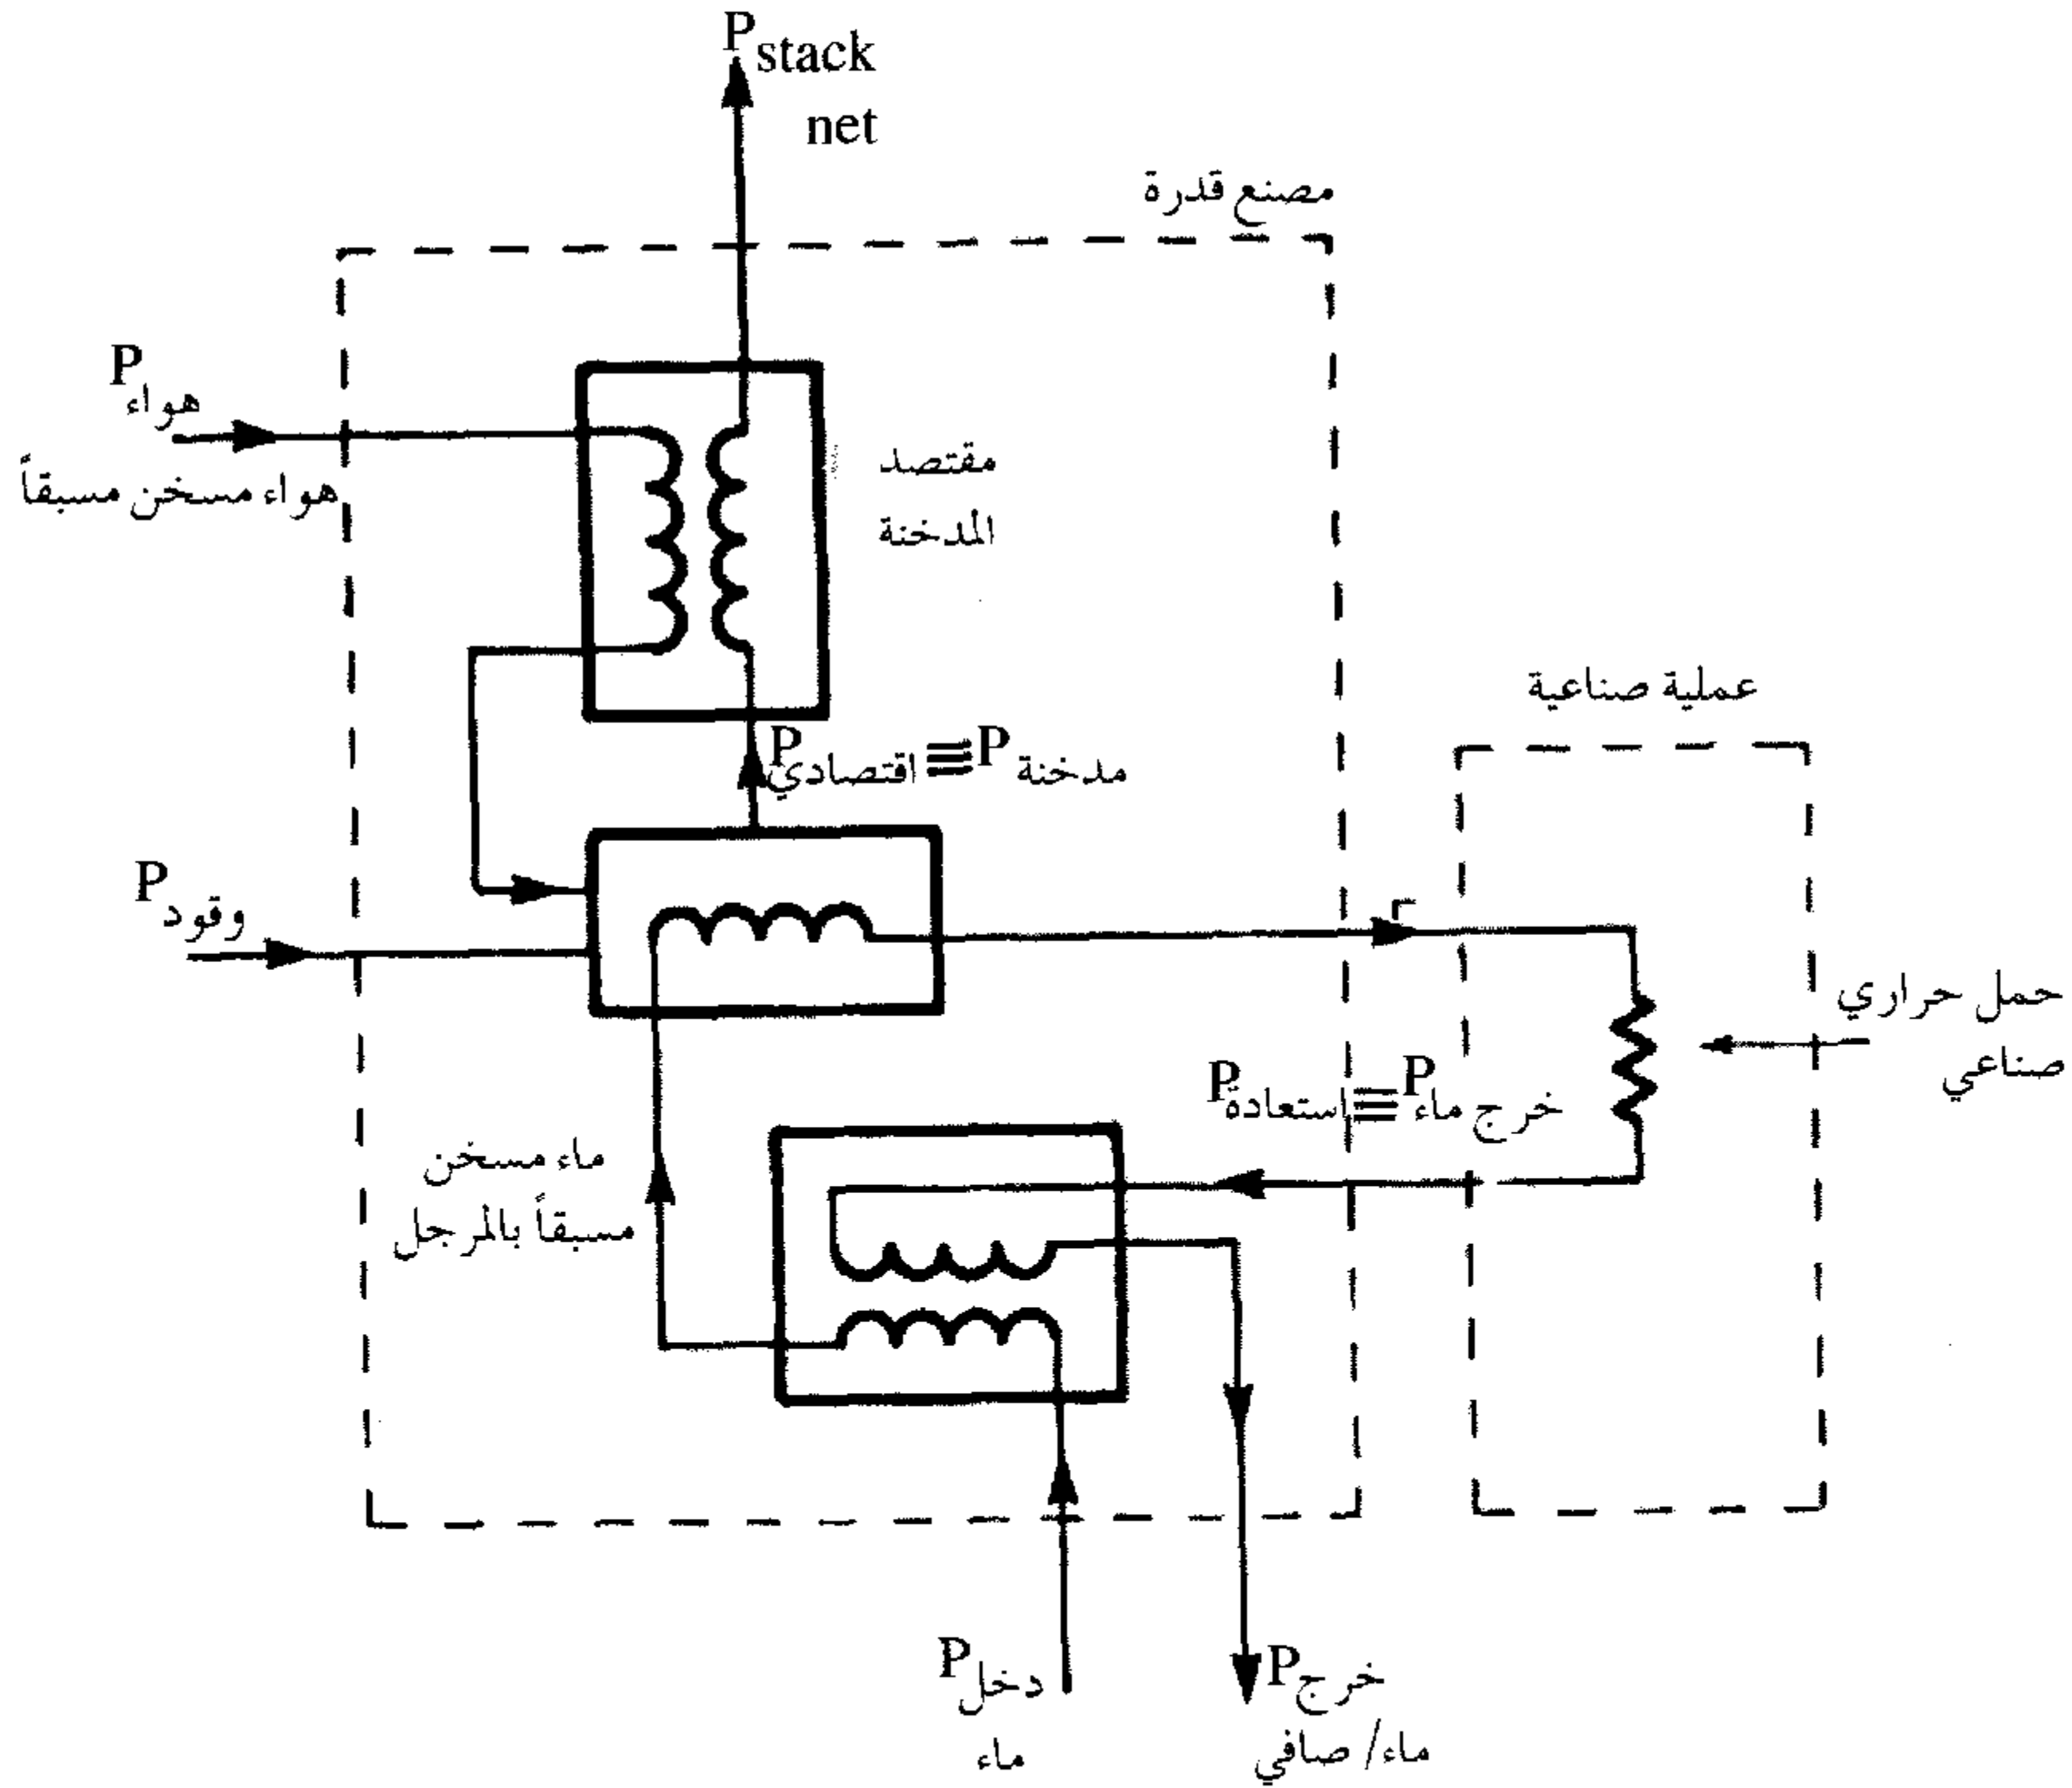 P stack
net
مصنع قدرة
P هواء
هواء مسخن مسبقاً
مقتصد
المدخنة
عملية صناعية
P اقتصادي ≡ P مدخنة
P وقود
م
حمل حراري
صناعي
P استعادة ≡ P خرج ماء
ماء مسخن
مسبقاً بالمرجل
P دخل
ماء
P خرج
ماء/ صافي